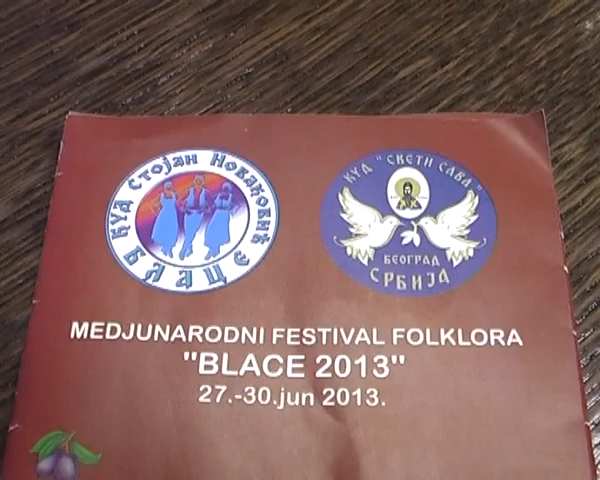 КУД Стојан Новаковић
БЛАЦЕ
КУД "СВЕТИ САВА"
БЕОГРАД
СРБИЈА
MEDJUNARODNI FESTIVAL FOLKLORA
"BLACE 2013"
27.-30.jun 2013.